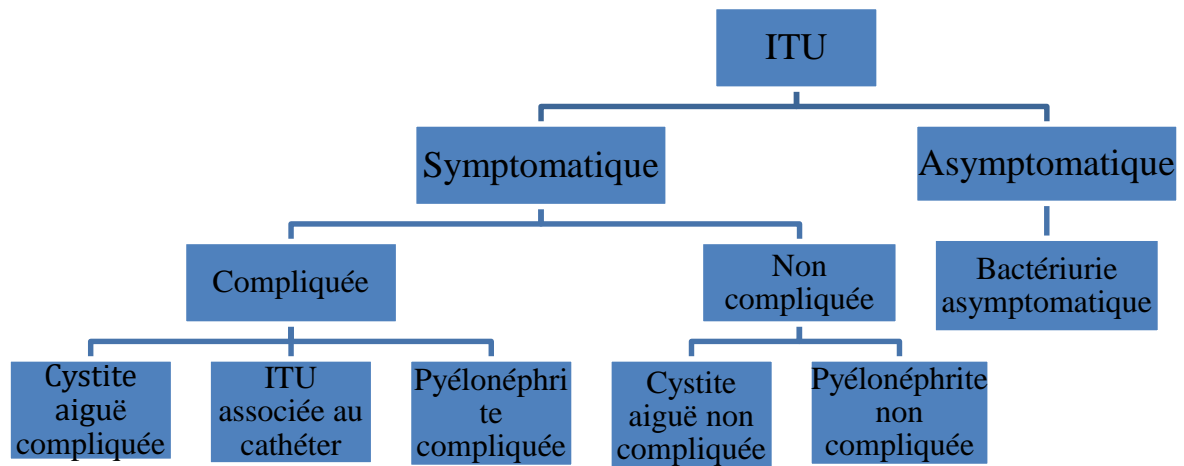 ITU
Symptomatique
Asymptomatique
Compliquée
Non
compliquée
Bactériurie
asymptomatique
Cystite
aiguë
compliquée
ITU
associée au
cathéter
Pyélonéphri
te
compliquée
Cystite
aiguë non
compliquée
Pyélonéphrite
non
compliquée